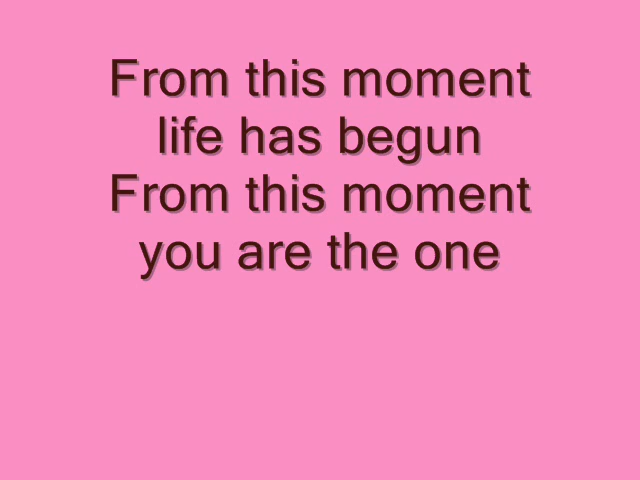 From this moment
life has begun
From this moment
you are the one